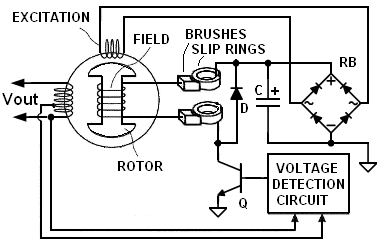 EXCITATION
FIELD
BRUSHES
SLIP RINGS
RB
C +
+
D
Vout
~ ~
−
ROTOR
Q
VOLTAGE
DETECTION
CIRCUIT